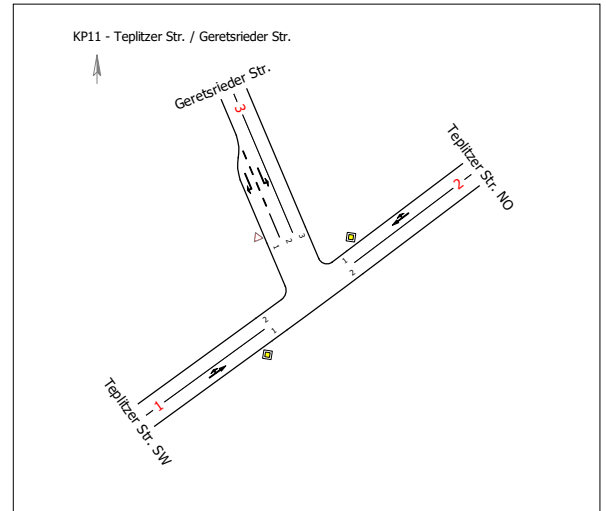 KP11 - Teplitzer Str. / Geretsrieder Str.
Geretsrieder Str.
3
Teplitzer Str. NO
2
1
2
3
1
2
2
1
1
Teplitzer Str. SW